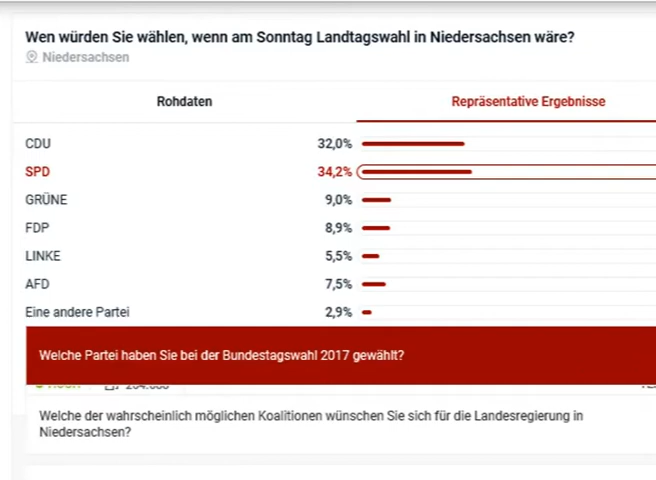 Wen würden Sie wählen, wenn am Sonntag Landtagswahl in Niedersachsen wäre?
Niedersachsen
Rohdaten Repräsentative Ergebnisse
CDU 32,0%
SPD 34,2%
GRÜNE 9,0%
FDP 8,9%
LINKE 5,5%
AFD 7,5%
Eine andere Partei 2,9%
Welche Partei haben Sie bei der Bundestagswahl 2017 gewählt?
Welche der wahrscheinlich möglichen Koalitionen wünschen Sie sich für die Landesregierung in
Niedersachsen?